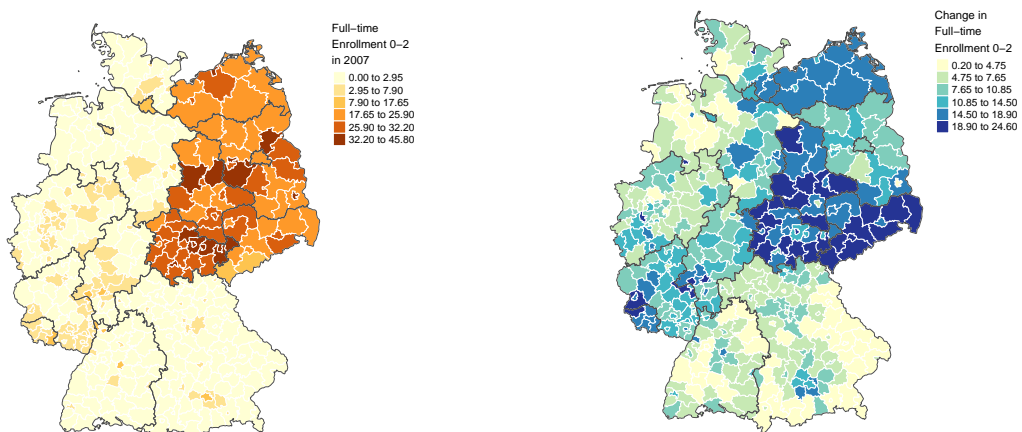 Full−time
Enrollment 0−2
in 2007
0.00 to 2.95
2.95 to 7.90
7.90 to 17.65
17.65 to 25.90
25.90 to 32.20
32.20 to 45.80
Change in
Full−time
Enrollment 0−2
0.20 to 4.75
4.75 to 7.65
7.65 to 10.85
10.85 to 14.50
14.50 to 18.90
18.90 to 24.60